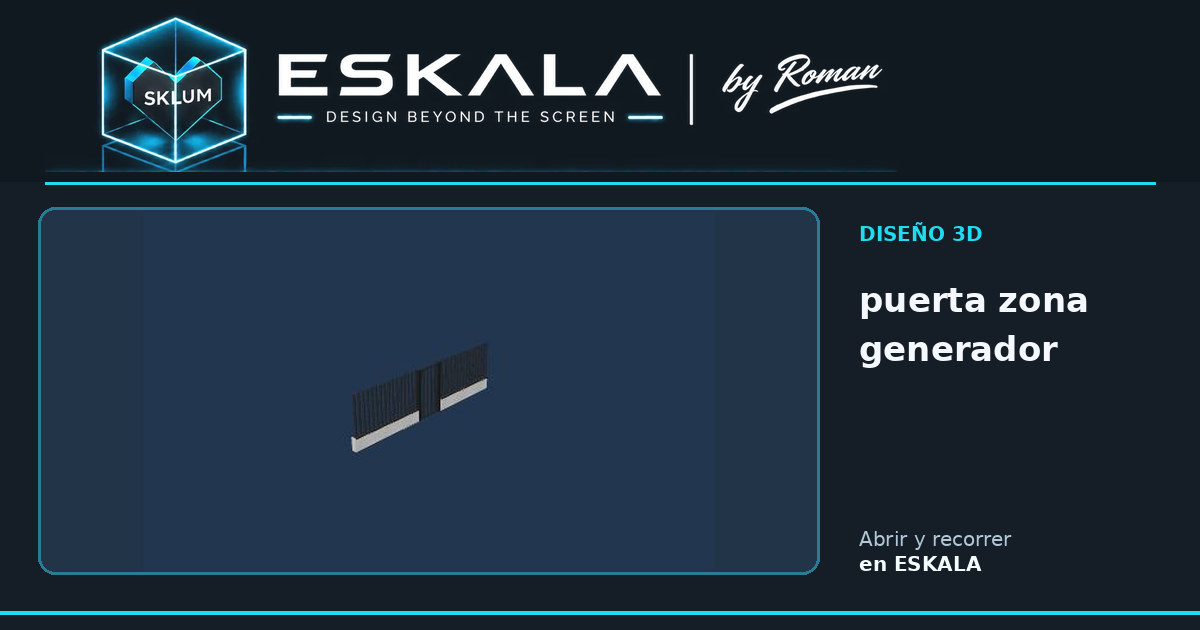 SKLUM
ESKALA
DESIGN BEYOND THE SCREEN
by Roman
DISEÑO 3D
puerta zona
generador
Abrir y recorrer
en ESKALA